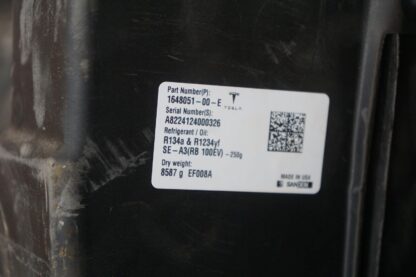 Part Number(P):
1648051-00-E
TESLA
Serial Number(S):
A8224124000326
Refrigerant / Oil:
R134a & R1234yf
SE-A3(RB 100EV) - 250g
Dry weight:
8587 g EF008A
MADE IN USA